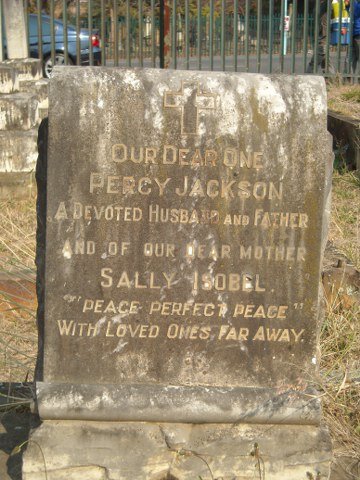 OUR DEAR ONE
PERCY JACKSON
A DEVOTED HUSBAND AND FATHER
AND OF OUR DEAR MOTHER
SALLY ISOBEL.
"PEACE PERFECT PEACE"
WITH LOVED ONES, FAR AWAY.